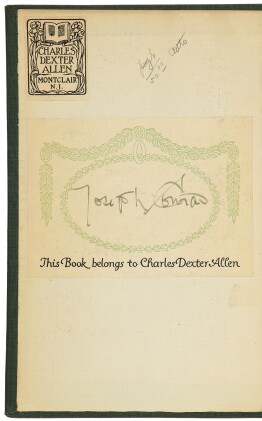 CHARLES
DEXTER
ALLEN
MONTCLAIR
N.J.
Joseph Conrad
This Book belongs to Charles Dexter Allen